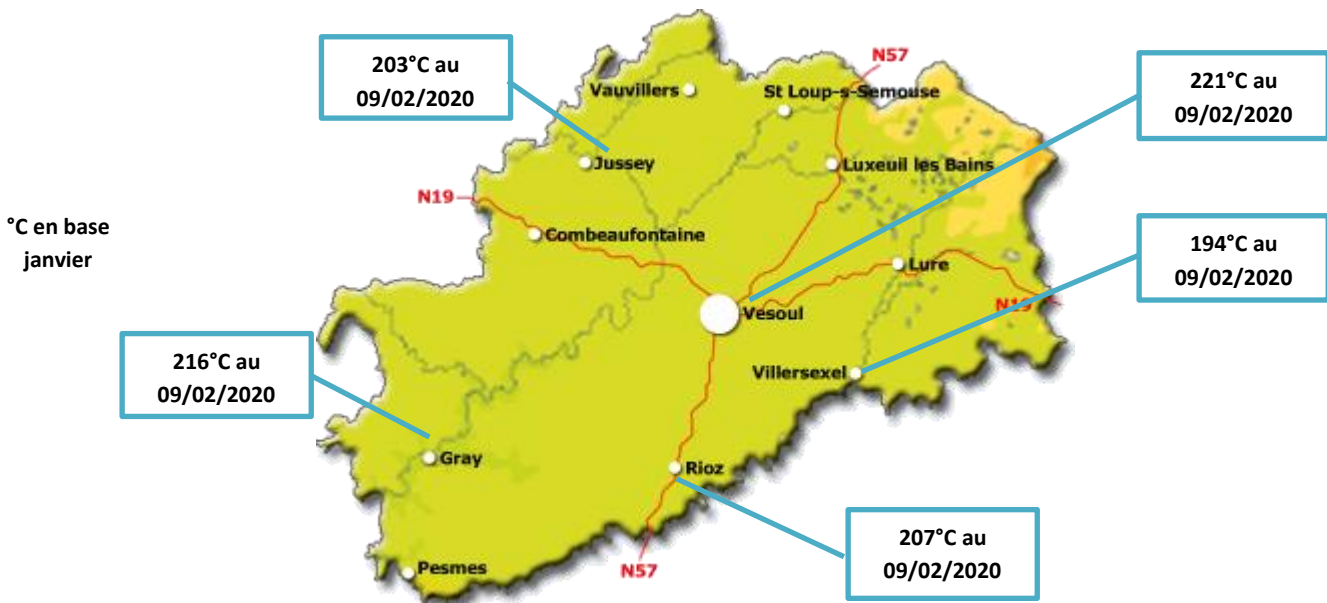 203°C au
09/02/2020
N57
221°C au
09/02/2020
Vauvillers
St Loup-s-Semouse
Jussey
Luxeuil les Bains
N19
°C en base
janvier
Combeaufontaine
194°C au
09/02/2020
Lure
N19
Vesoul
216°C au
09/02/2020
Villersexel
Gray
Rioz
207°C au
09/02/2020
Pesmes
N57